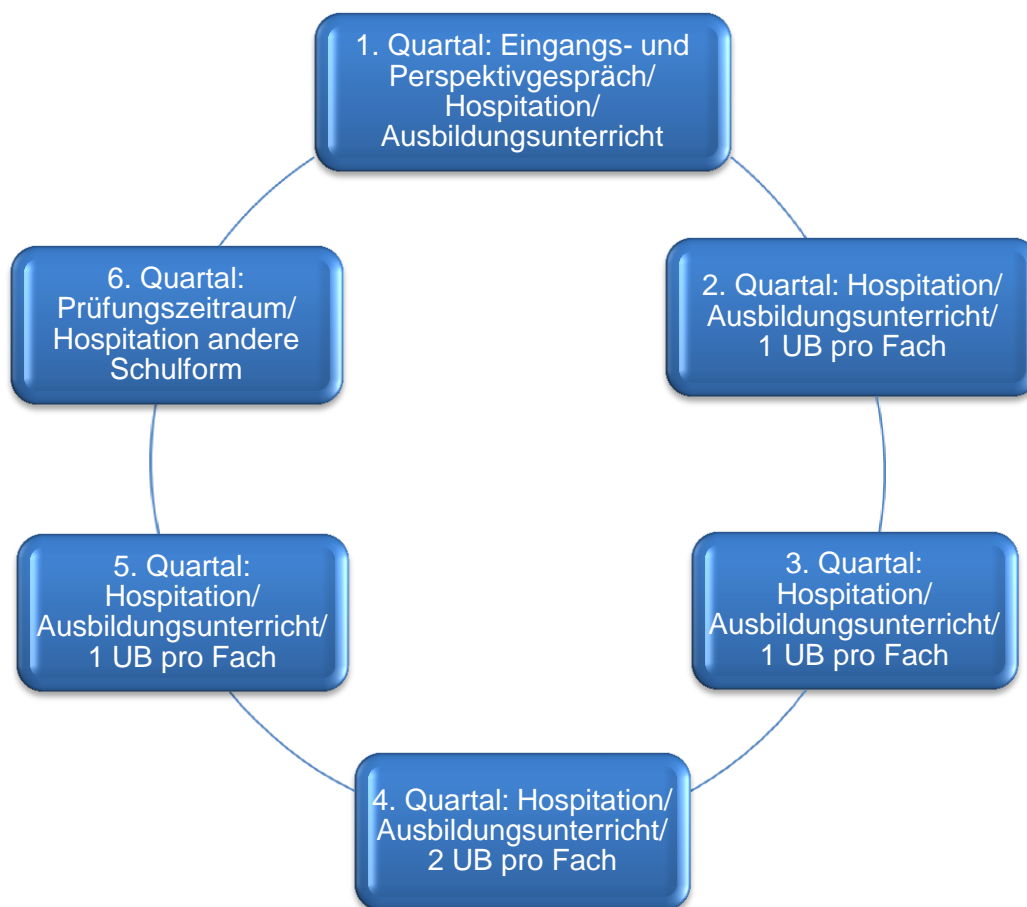 1. Quartal: Eingangs- und
Perspektivgespräch/
Hospitation/
Ausbildungsunterricht
2. Quartal: Hospitation/
Ausbildungsunterricht/
1 UB pro Fach
3. Quartal:
Hospitation/
Ausbildungsunterricht/
1 UB pro Fach
4. Quartal: Hospitation/
Ausbildungsunterricht/
2 UB pro Fach
5. Quartal:
Hospitation/
Ausbildungsunterricht/
1 UB pro Fach
6. Quartal:
Prüfungszeitraum/
Hospitation andere
Schulform